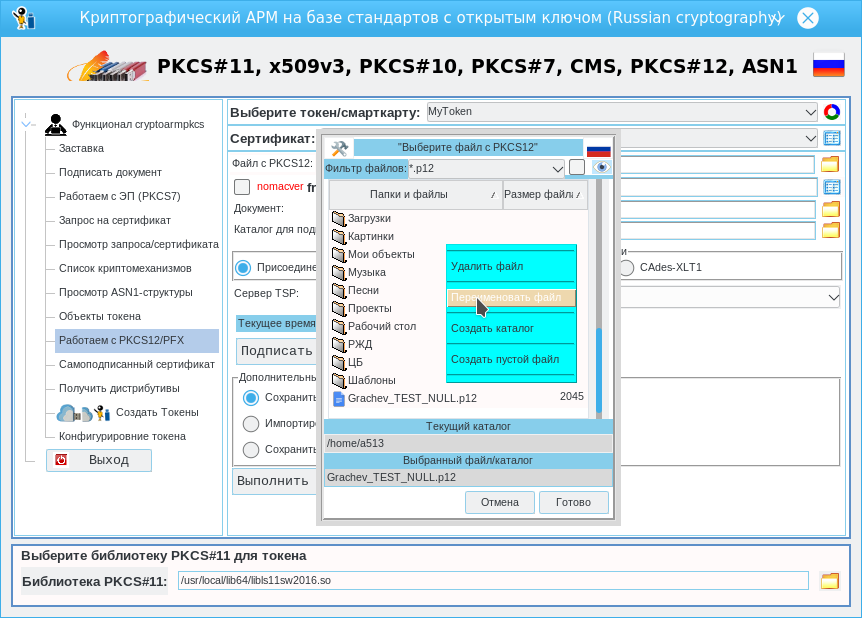 Криптографический АРМ на базе стандартов с открытым ключом (Russian cryptography)
PKCS#11, x509v3, PKCS#10, PKCS#7, CMS, PKCS#12, ASN1
Функционал cryptoarmpkcs
Заставка
Подписать документ
Работаем с ЭП (PKCS7)
Запрос на сертификат
Просмотр запроса/сертификата
Список криптомеханизмов
Просмотр ASN1-структуры
Объекты токена
Работаем с PKCS12/PFX
Самоподписанный сертификат
Получить дистрибутивы
Создать Токены
Конфигурирование токена
Выход
Выберите токен/смарткарту:
MyToken
Сертификат:
Файл с PKCS12:
nomacver
Документ:
Каталог для под
Присоедине
и
CAdes-XLT1
Сервер TSP:
Текущее время
Подписать
Дополнительн
Сохранить
Импортиро
Сохранить
Выполнить
"Выберите файл с PKCS12"
Фильтр файлов:
*.p12
Папки и файлы
Размер файла
Загрузки
Картинки
Мои объекты
Музыка
Песни
Проекты
Рабочий стол
РЖД
ЦБ
Шаблоны
Grachev_TEST_NULL.p12
2045
Удалить файл
Переименовать файл
Создать каталог
Создать пустой файл
Текущий каталог
/home/a513
Выбранный файл/каталог
Grachev_TEST_NULL.p12
Отмена
Готово
Выберите библиотеку PKCS#11 для токена
Библиотека PKCS#11:
/usr/local/lib64/libls11sw2016.so